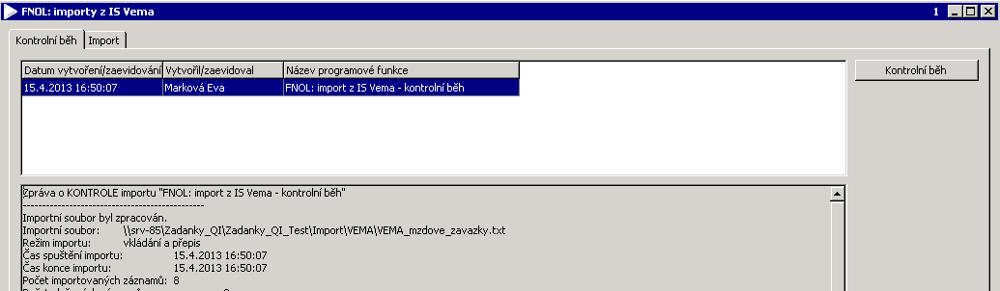 FNOL: importy z IS Vema 1
Kontrolní běh Import
Datum vytvoření/zaevidování Vytvořil/zaevidoval Název programové funkce
15.4.2013 16:50:07 Marková Eva FNOL: import z IS Vema - kontrolní běh
Kontrolní běh
Zpráva o KONTROLE importu "FNOL: import z IS Vema - kontrolní běh"
-----------------------------------------------
Importní soubor byl zpracován.
Importní soubor: \\srv-85\Zadanky_QI\Zadanky_QI_Test\Import\VEMA\VEMA_mzdove_zavazky.txt
Režim importu: vkládání a přepis
Čas spuštění importu: 15.4.2013 16:50:07
Čas konce importu: 15.4.2013 16:50:07
Počet importovaných záznamů: 8